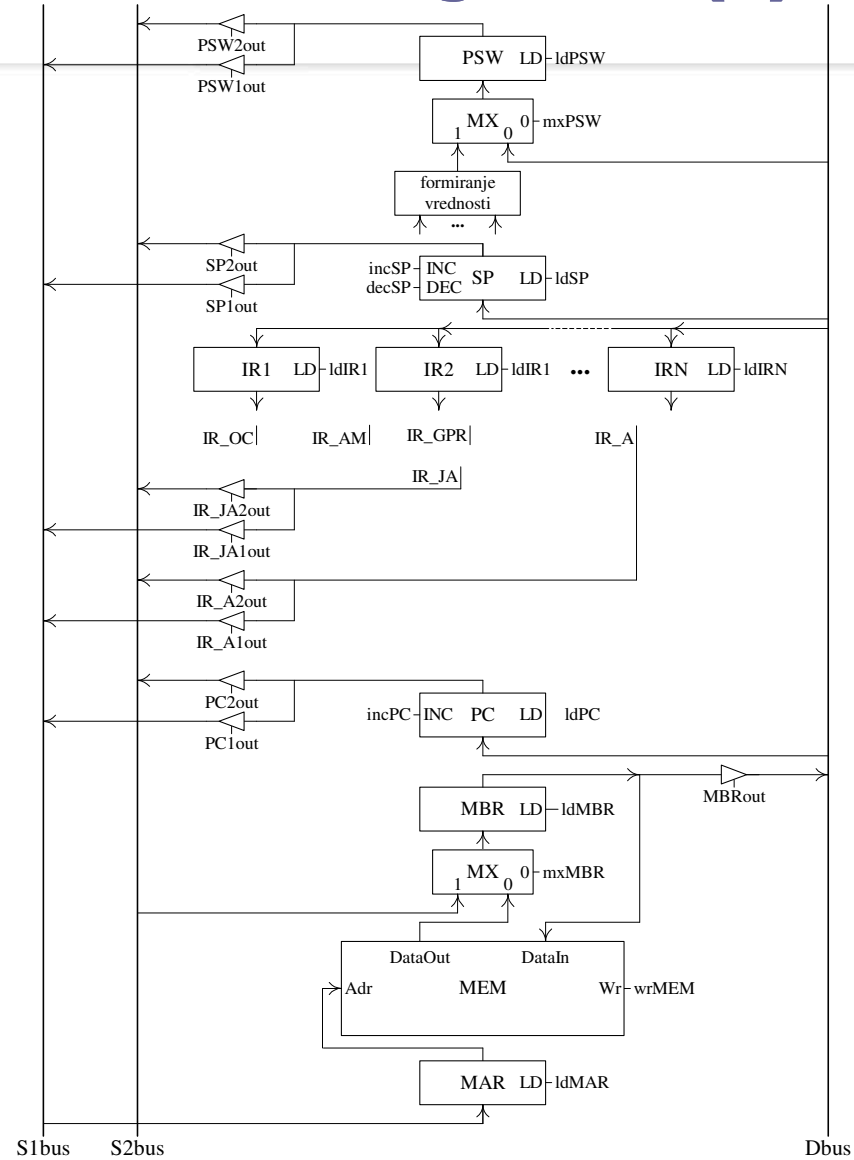 PSW2out
PSW LD ldPSW
PSW1out
MX 0 mxPSW
1 0
formiranje
vrednosti
...
SP2out
incSP INC SP LD ldSP
decSP DEC
SP1out
IR1 LD ldIR1 IR2 LD ldIR1 ... IRN LD ldIRN
IR_OC IR_AM IR_GPR IR_A
IR_JA
IR_JA2out
IR_JA1out
IR_A2out
IR_A1out
PC2out
incPC INC PC LD ldPC
PC1out
MBRout
MBR LD ldMBR
MX 0 mxMBR
1 0
DataOut DataIn
Adr MEM Wr wrMEM
MAR LD ldMAR
S1bus S2bus Dbus